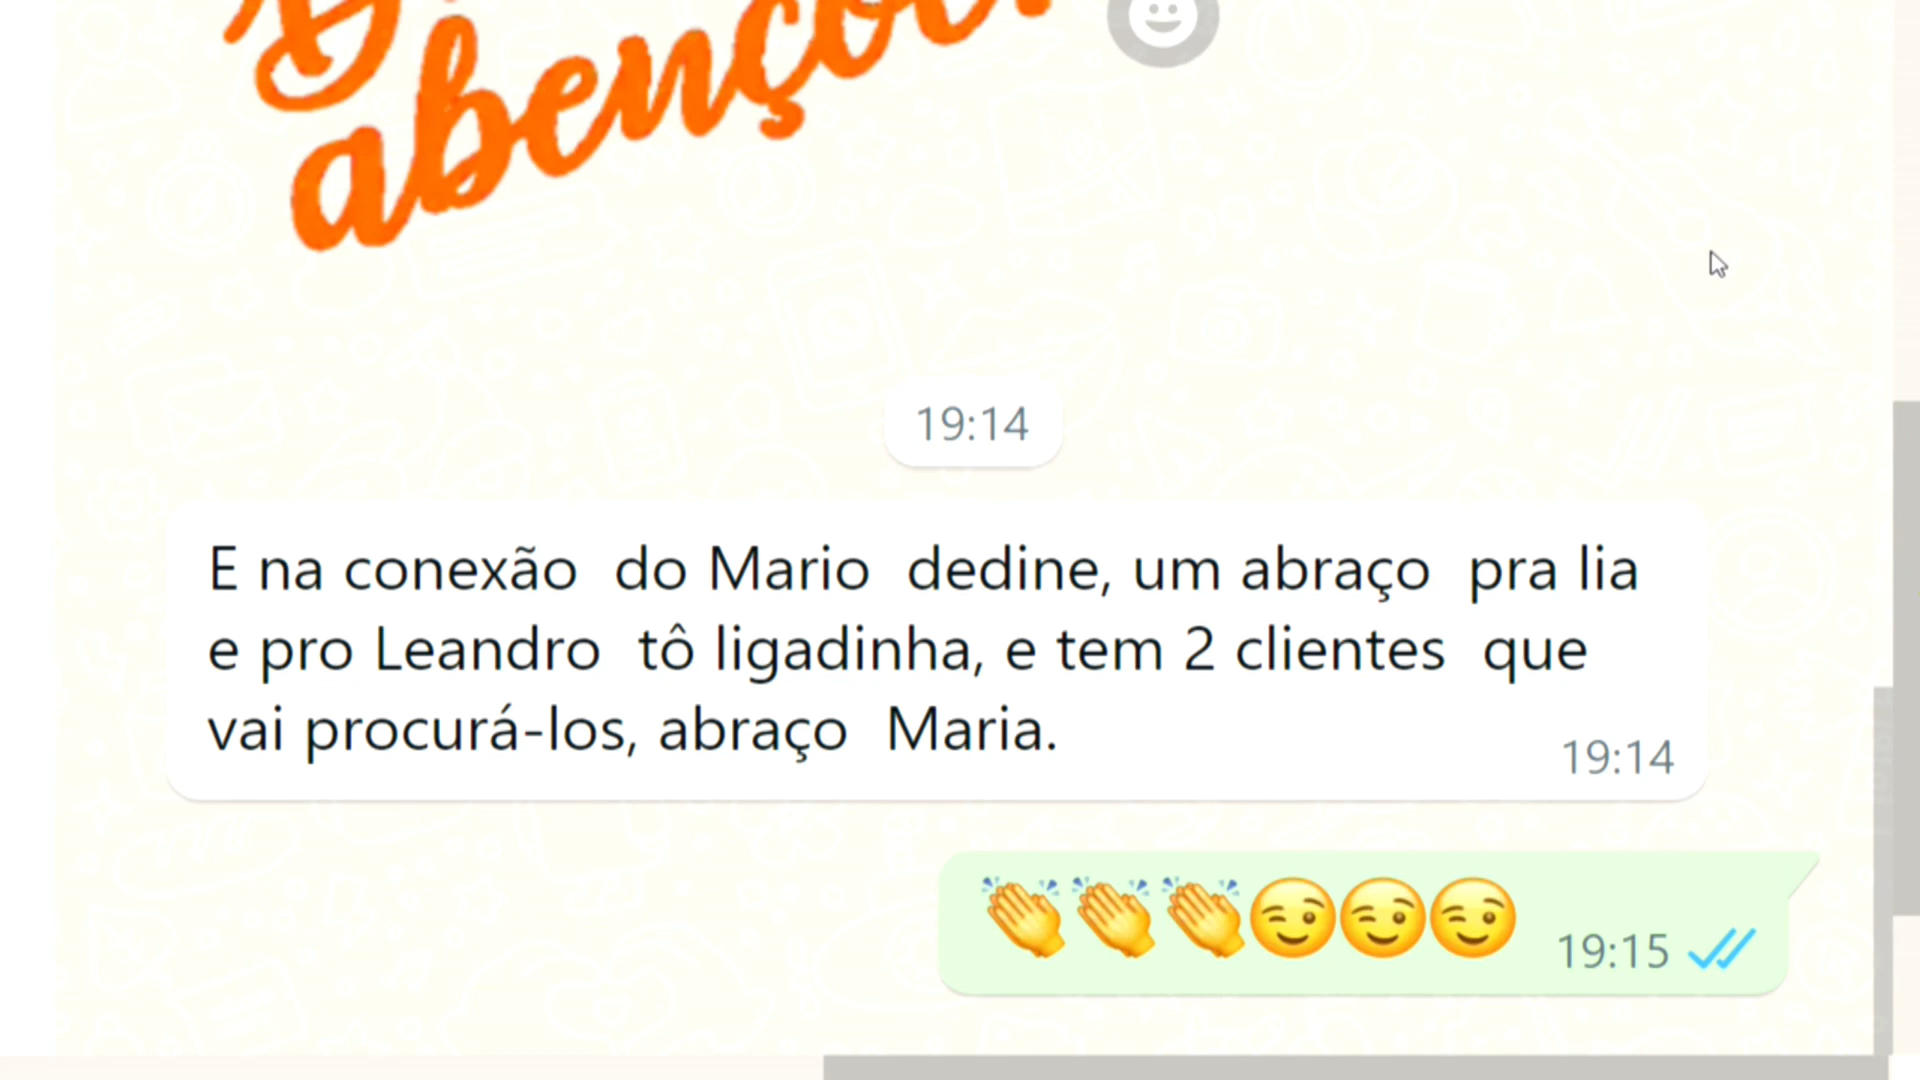 19:14
E na conexão do Mario dedine, um abraço pra lia
e pro Leandro tô ligadinha, e tem 2 clientes que
vai procurá-los, abraço Maria.
19:14
👏👏👏😉😉😉 19:15